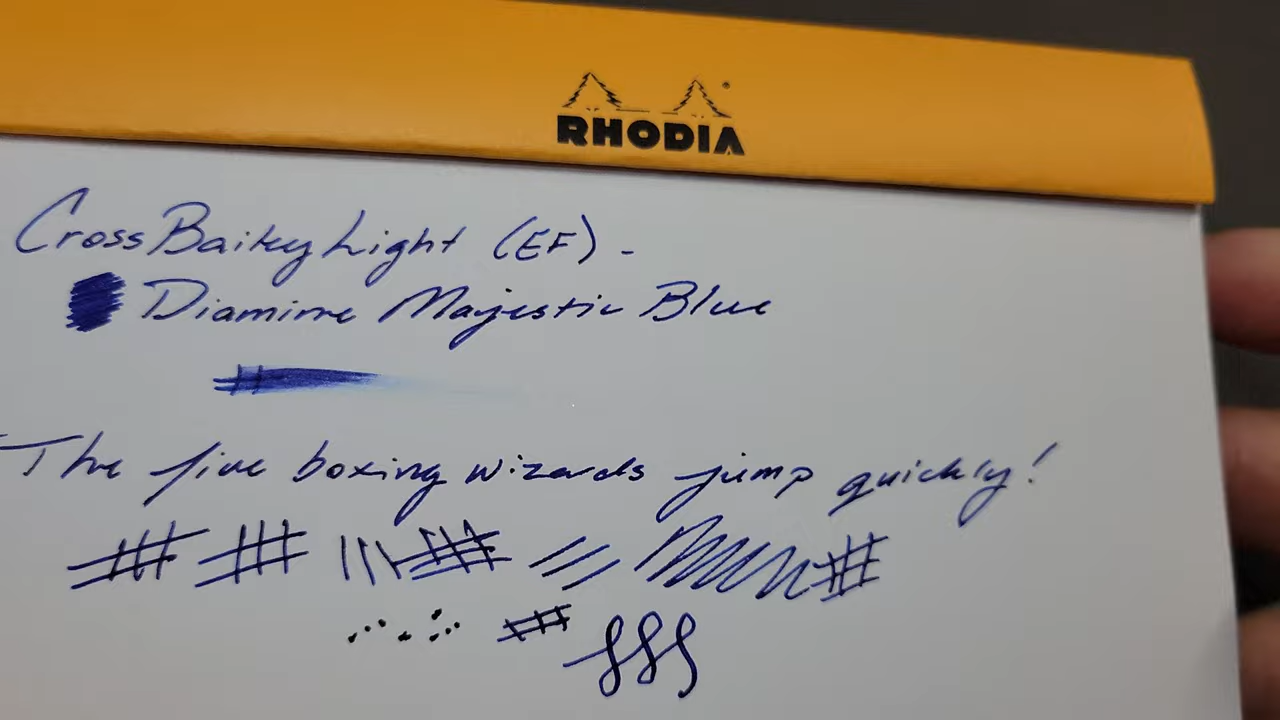 RHODIA
Cross Bailey Light (EF) -
Diamine Majestic Blue
The five boxing wizards jump quickly!